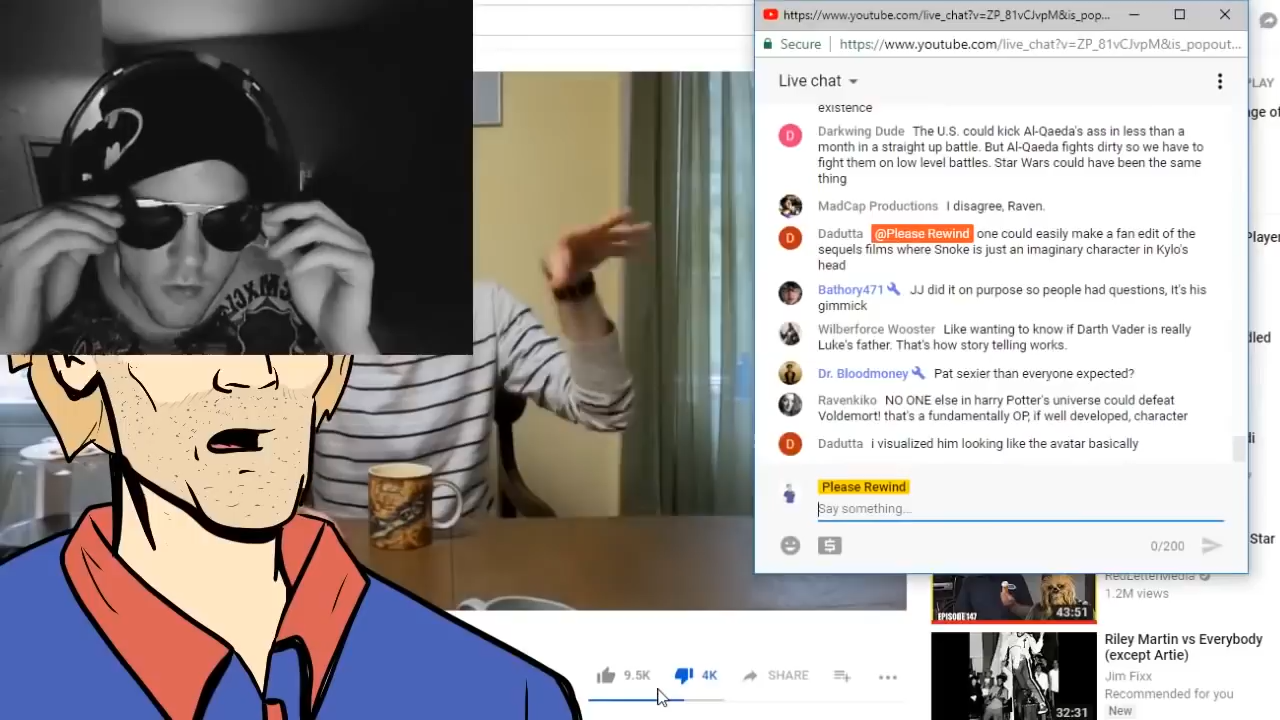 https://www.youtube.com/live_chat?v=ZP_81vCJvpM&is_pop...
Secure
https://www.youtube.com/live_chat?v=ZP_81vCJvpM&is_popout...
Live chat
existence
Darkwing Dude The U.S. could kick Al-Qaeda's ass in less than a
month in a straight up battle. But Al-Qaeda fights dirty so we have to
fight them on low level battles. Star Wars could have been the same
thing
MadCap Productions I disagree, Raven.
Dadutta @Please Rewind one could easily make a fan edit of the
sequels films where Snoke is just an imaginary character in Kylo's
head
Bathory471 JJ did it on purpose so people had questions, It's his
gimmick
Wilberforce Wooster Like wanting to know if Darth Vader is really
Luke's father. That's how story telling works.
Dr. Bloodmoney Pat sexier than everyone expected?
Ravenkiko NO ONE else in harry Potter's universe could defeat
Voldemort! that's a fundamentally OP, if well developed, character
Dadutta i visualized him looking like the avatar basically
Please Rewind
Say something...
0/200
PLAY
Player
Star
RedLetterMedia
1.2M views
EPISODE 147
43:51
Riley Martin vs Everybody
(except Artie)
Jim Fixx
Recommended for you
New
32:31
9.5K
4K
SHARE